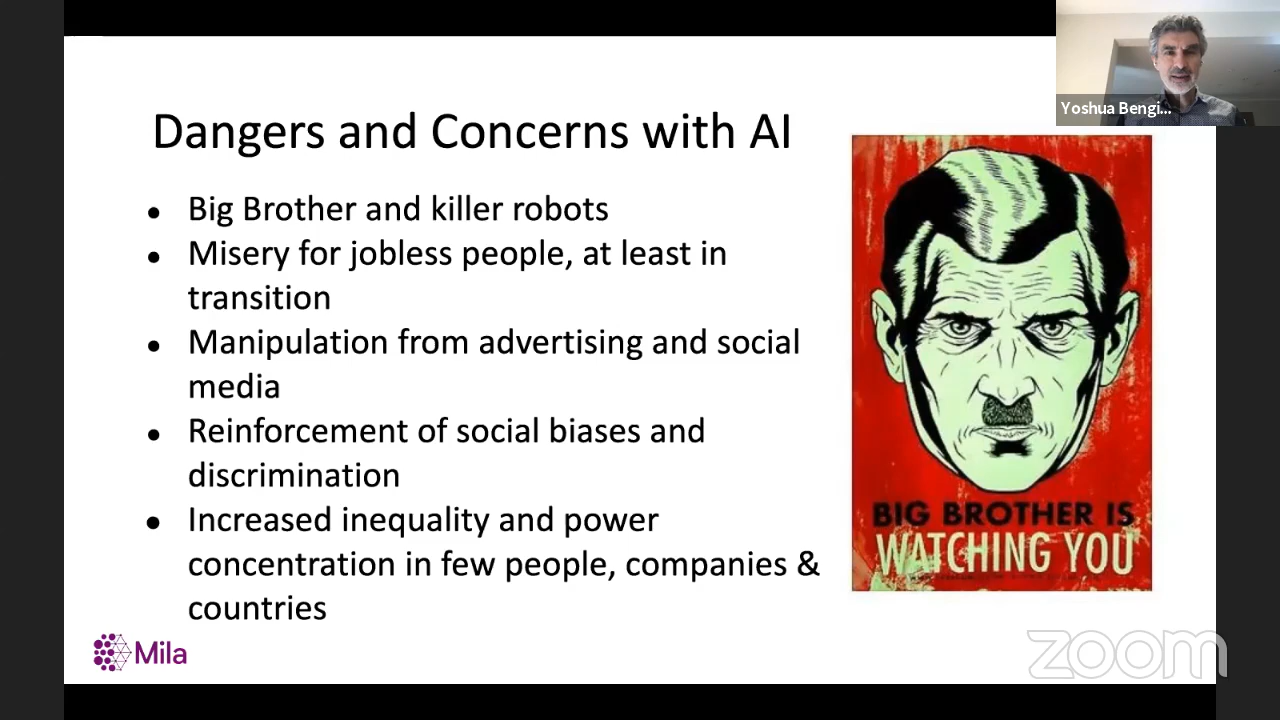 Yoshua Bengi...
Dangers and Concerns with AI
● Big Brother and killer robots
● Misery for jobless people, at least in
transition
● Manipulation from advertising and social
media
● Reinforcement of social biases and
discrimination
● Increased inequality and power
concentration in few people, companies &
countries
BIG BROTHER IS
WATCHING YOU
Mila
zoom